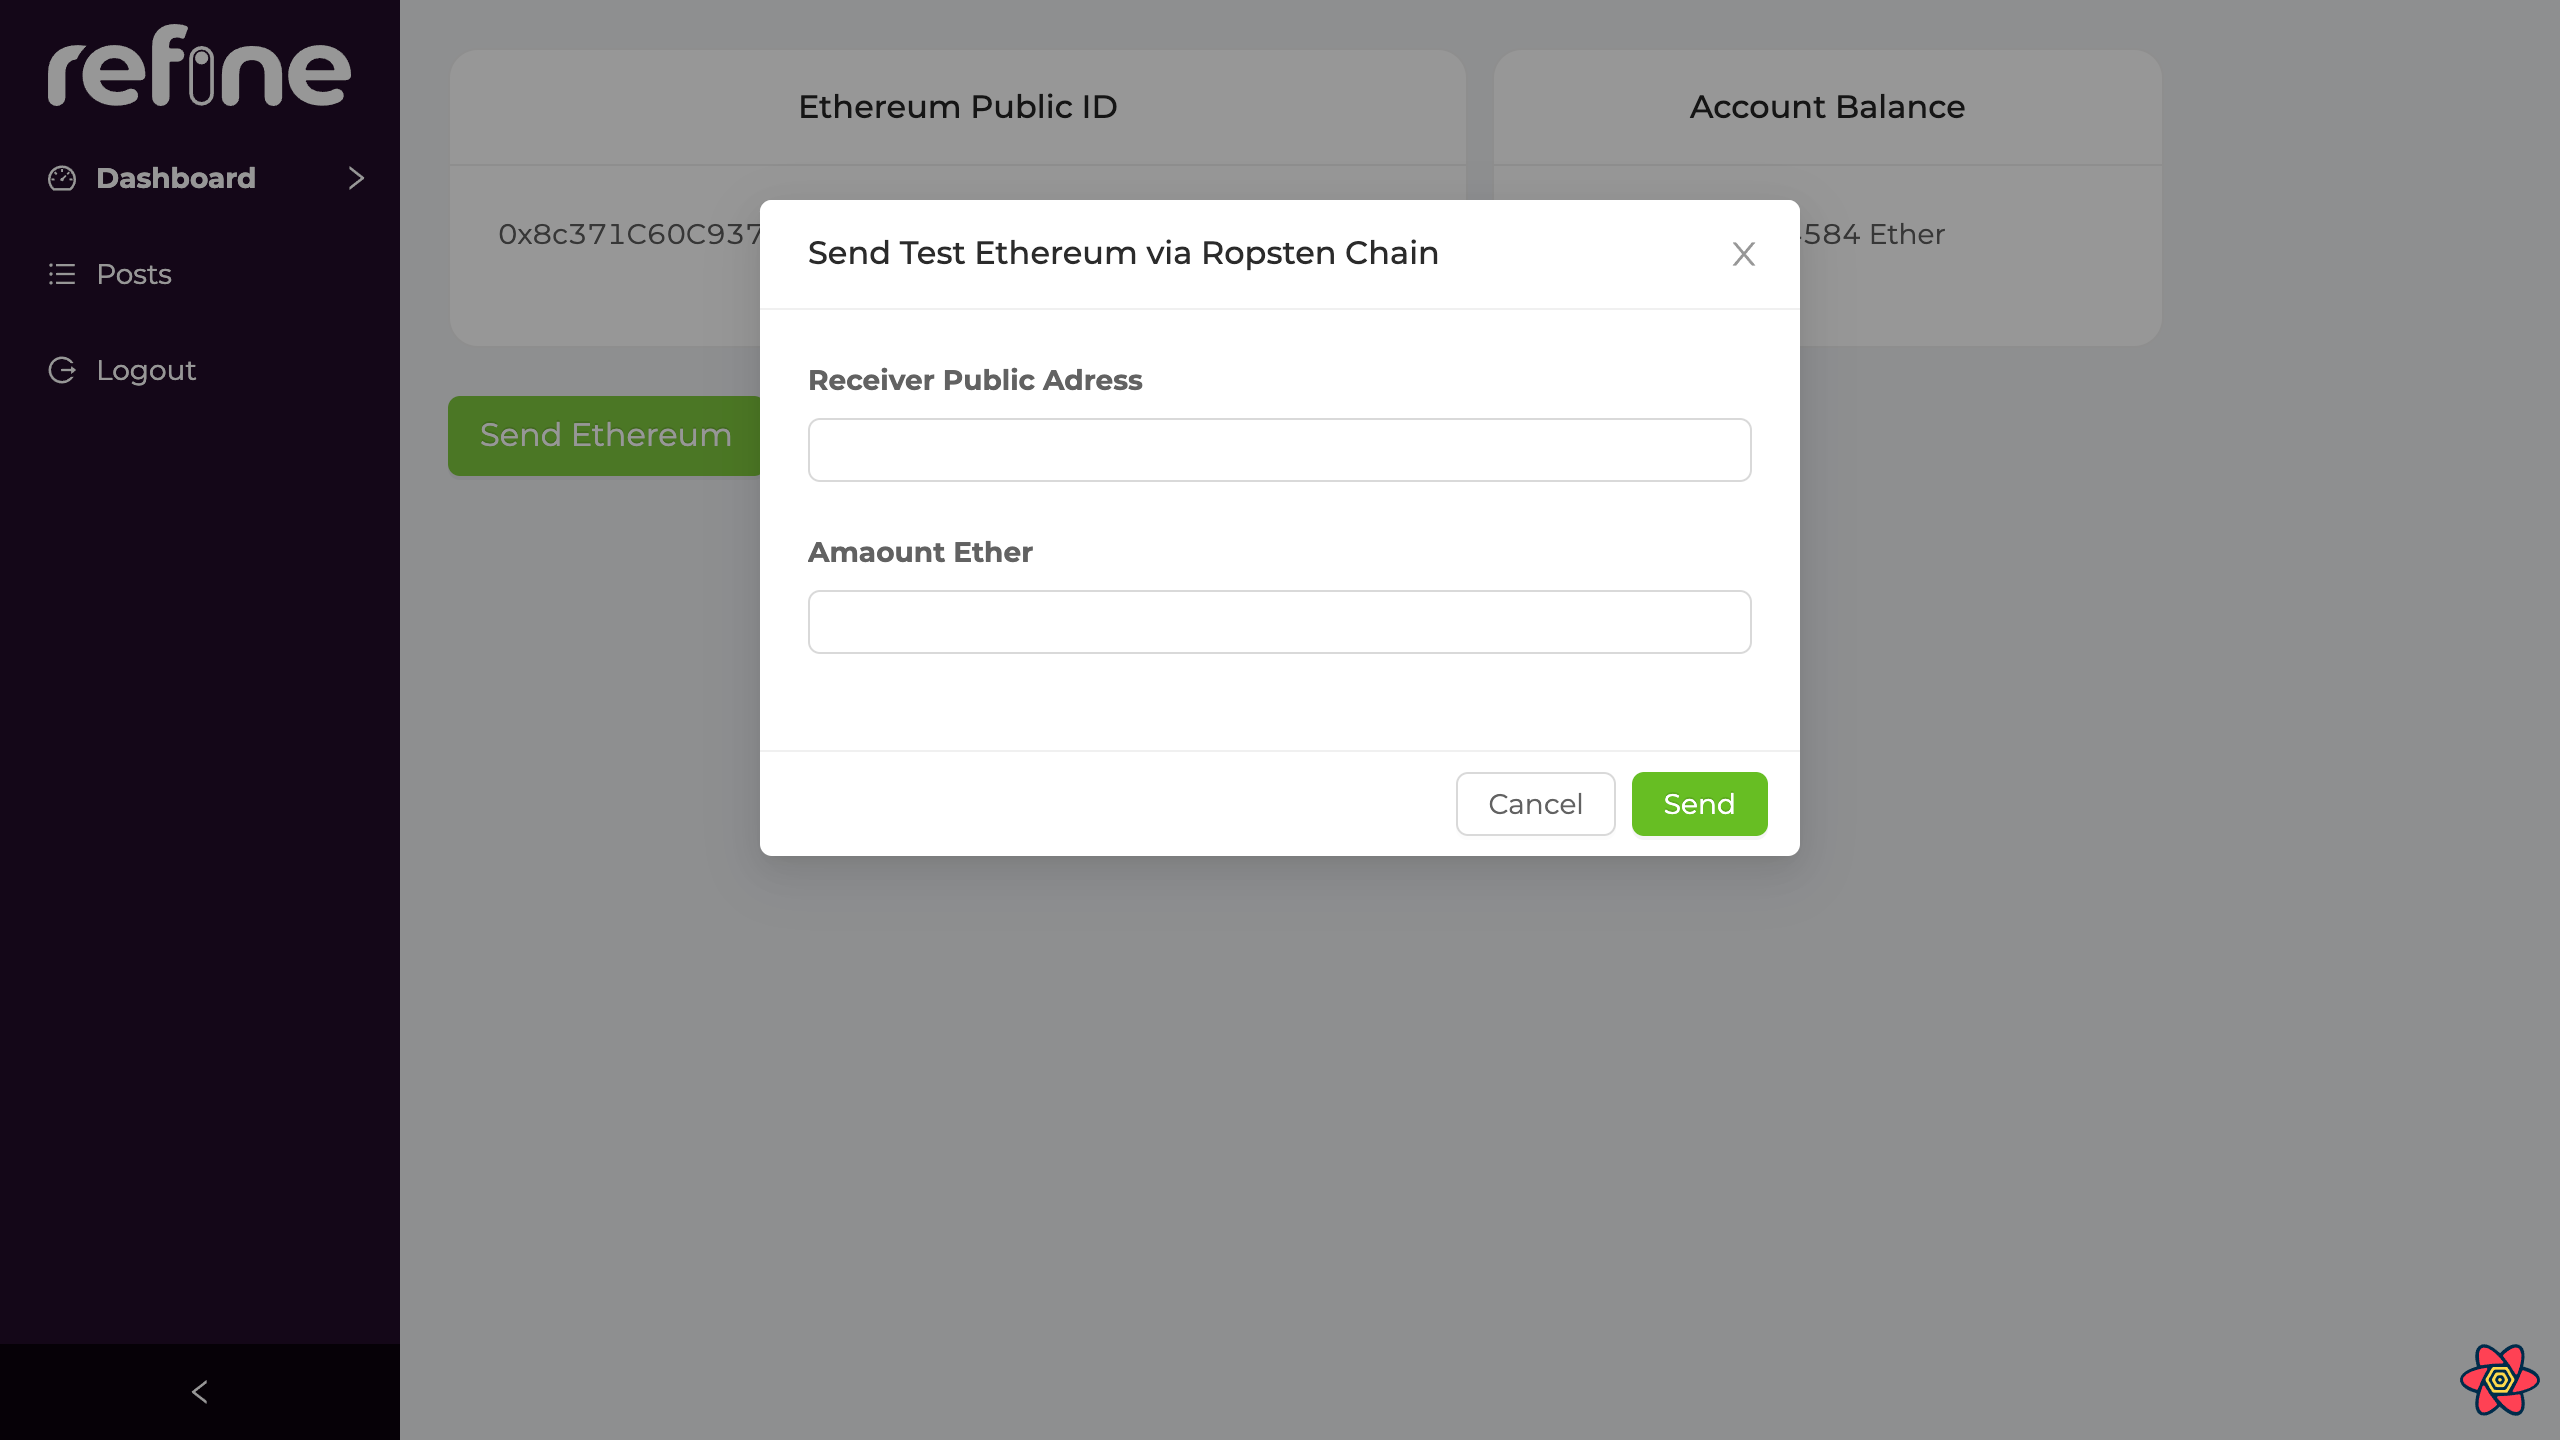 refine
Dashboard
Posts
Logout
Ethereum Public ID
0x8c371C60C937
Account Balance
584 Ether
Send Ethereum
Send Test Ethereum via Ropsten Chain
Receiver Public Adress
Amaount Ether
Cancel
Send